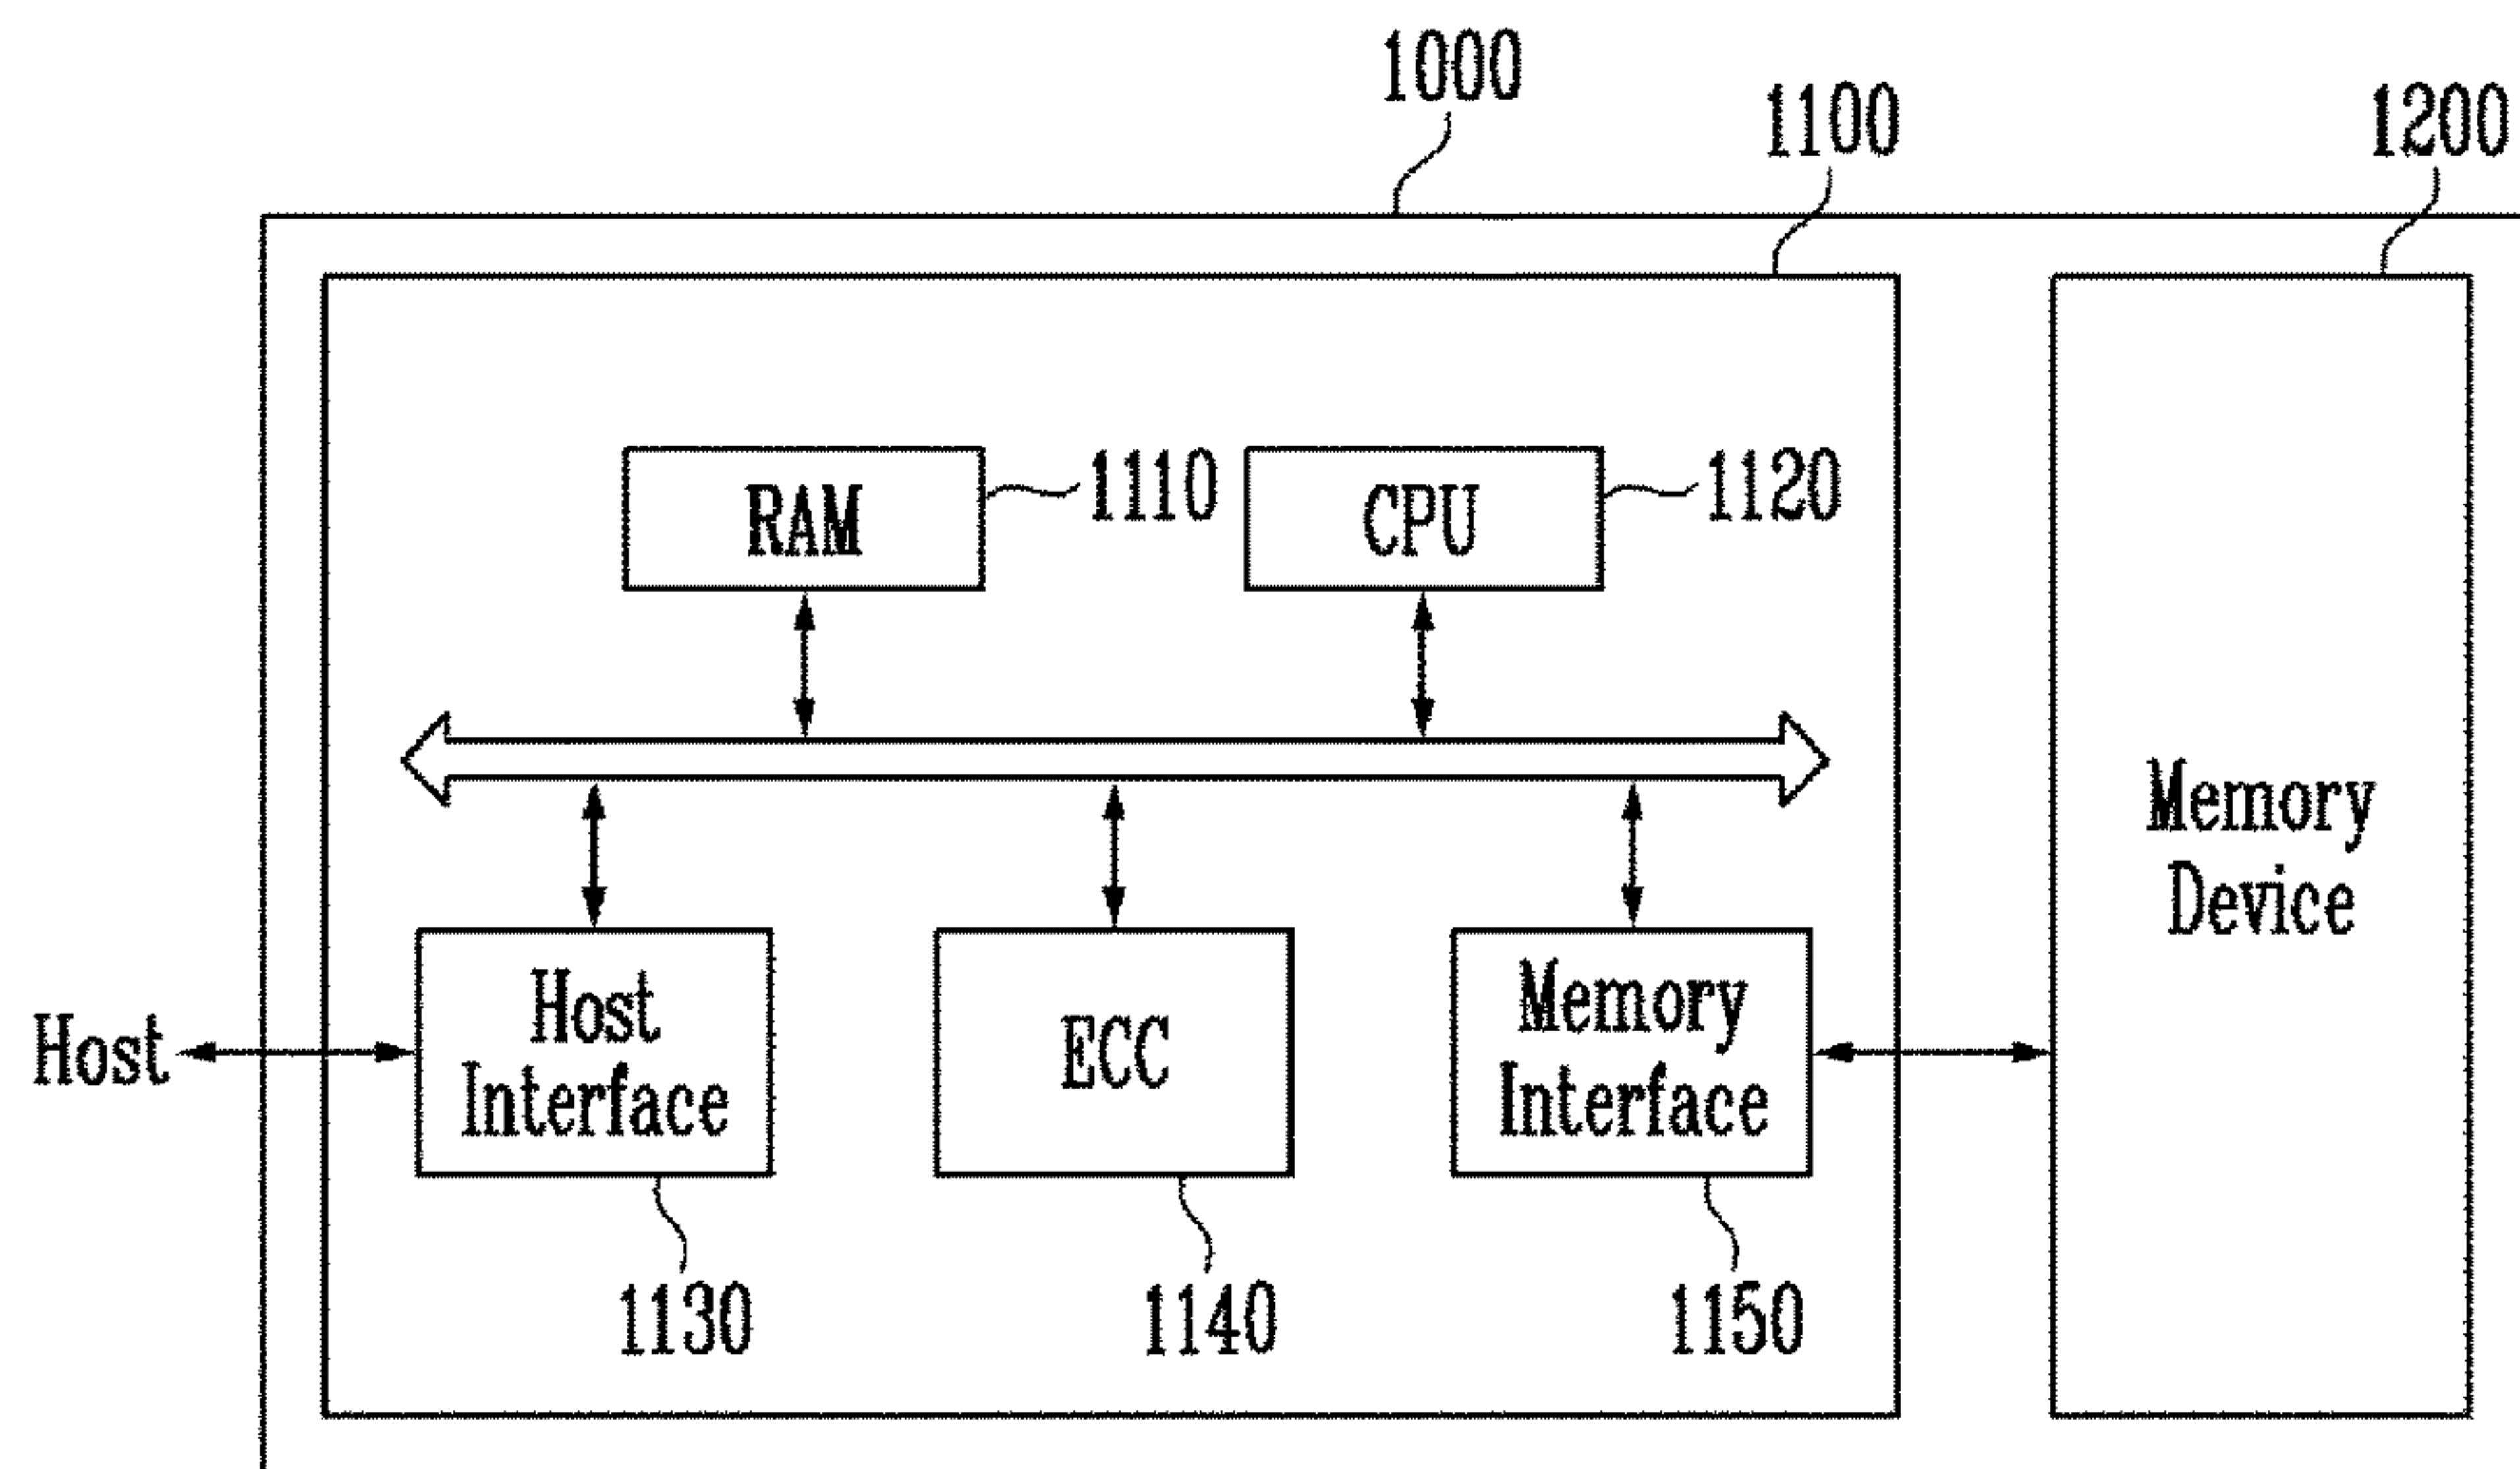 1000
1100
1200
RAM
1110
CPU
1120
Memory
Device
Host
Host
Interface
ECC
Memory
Interface
1130
1140
1150